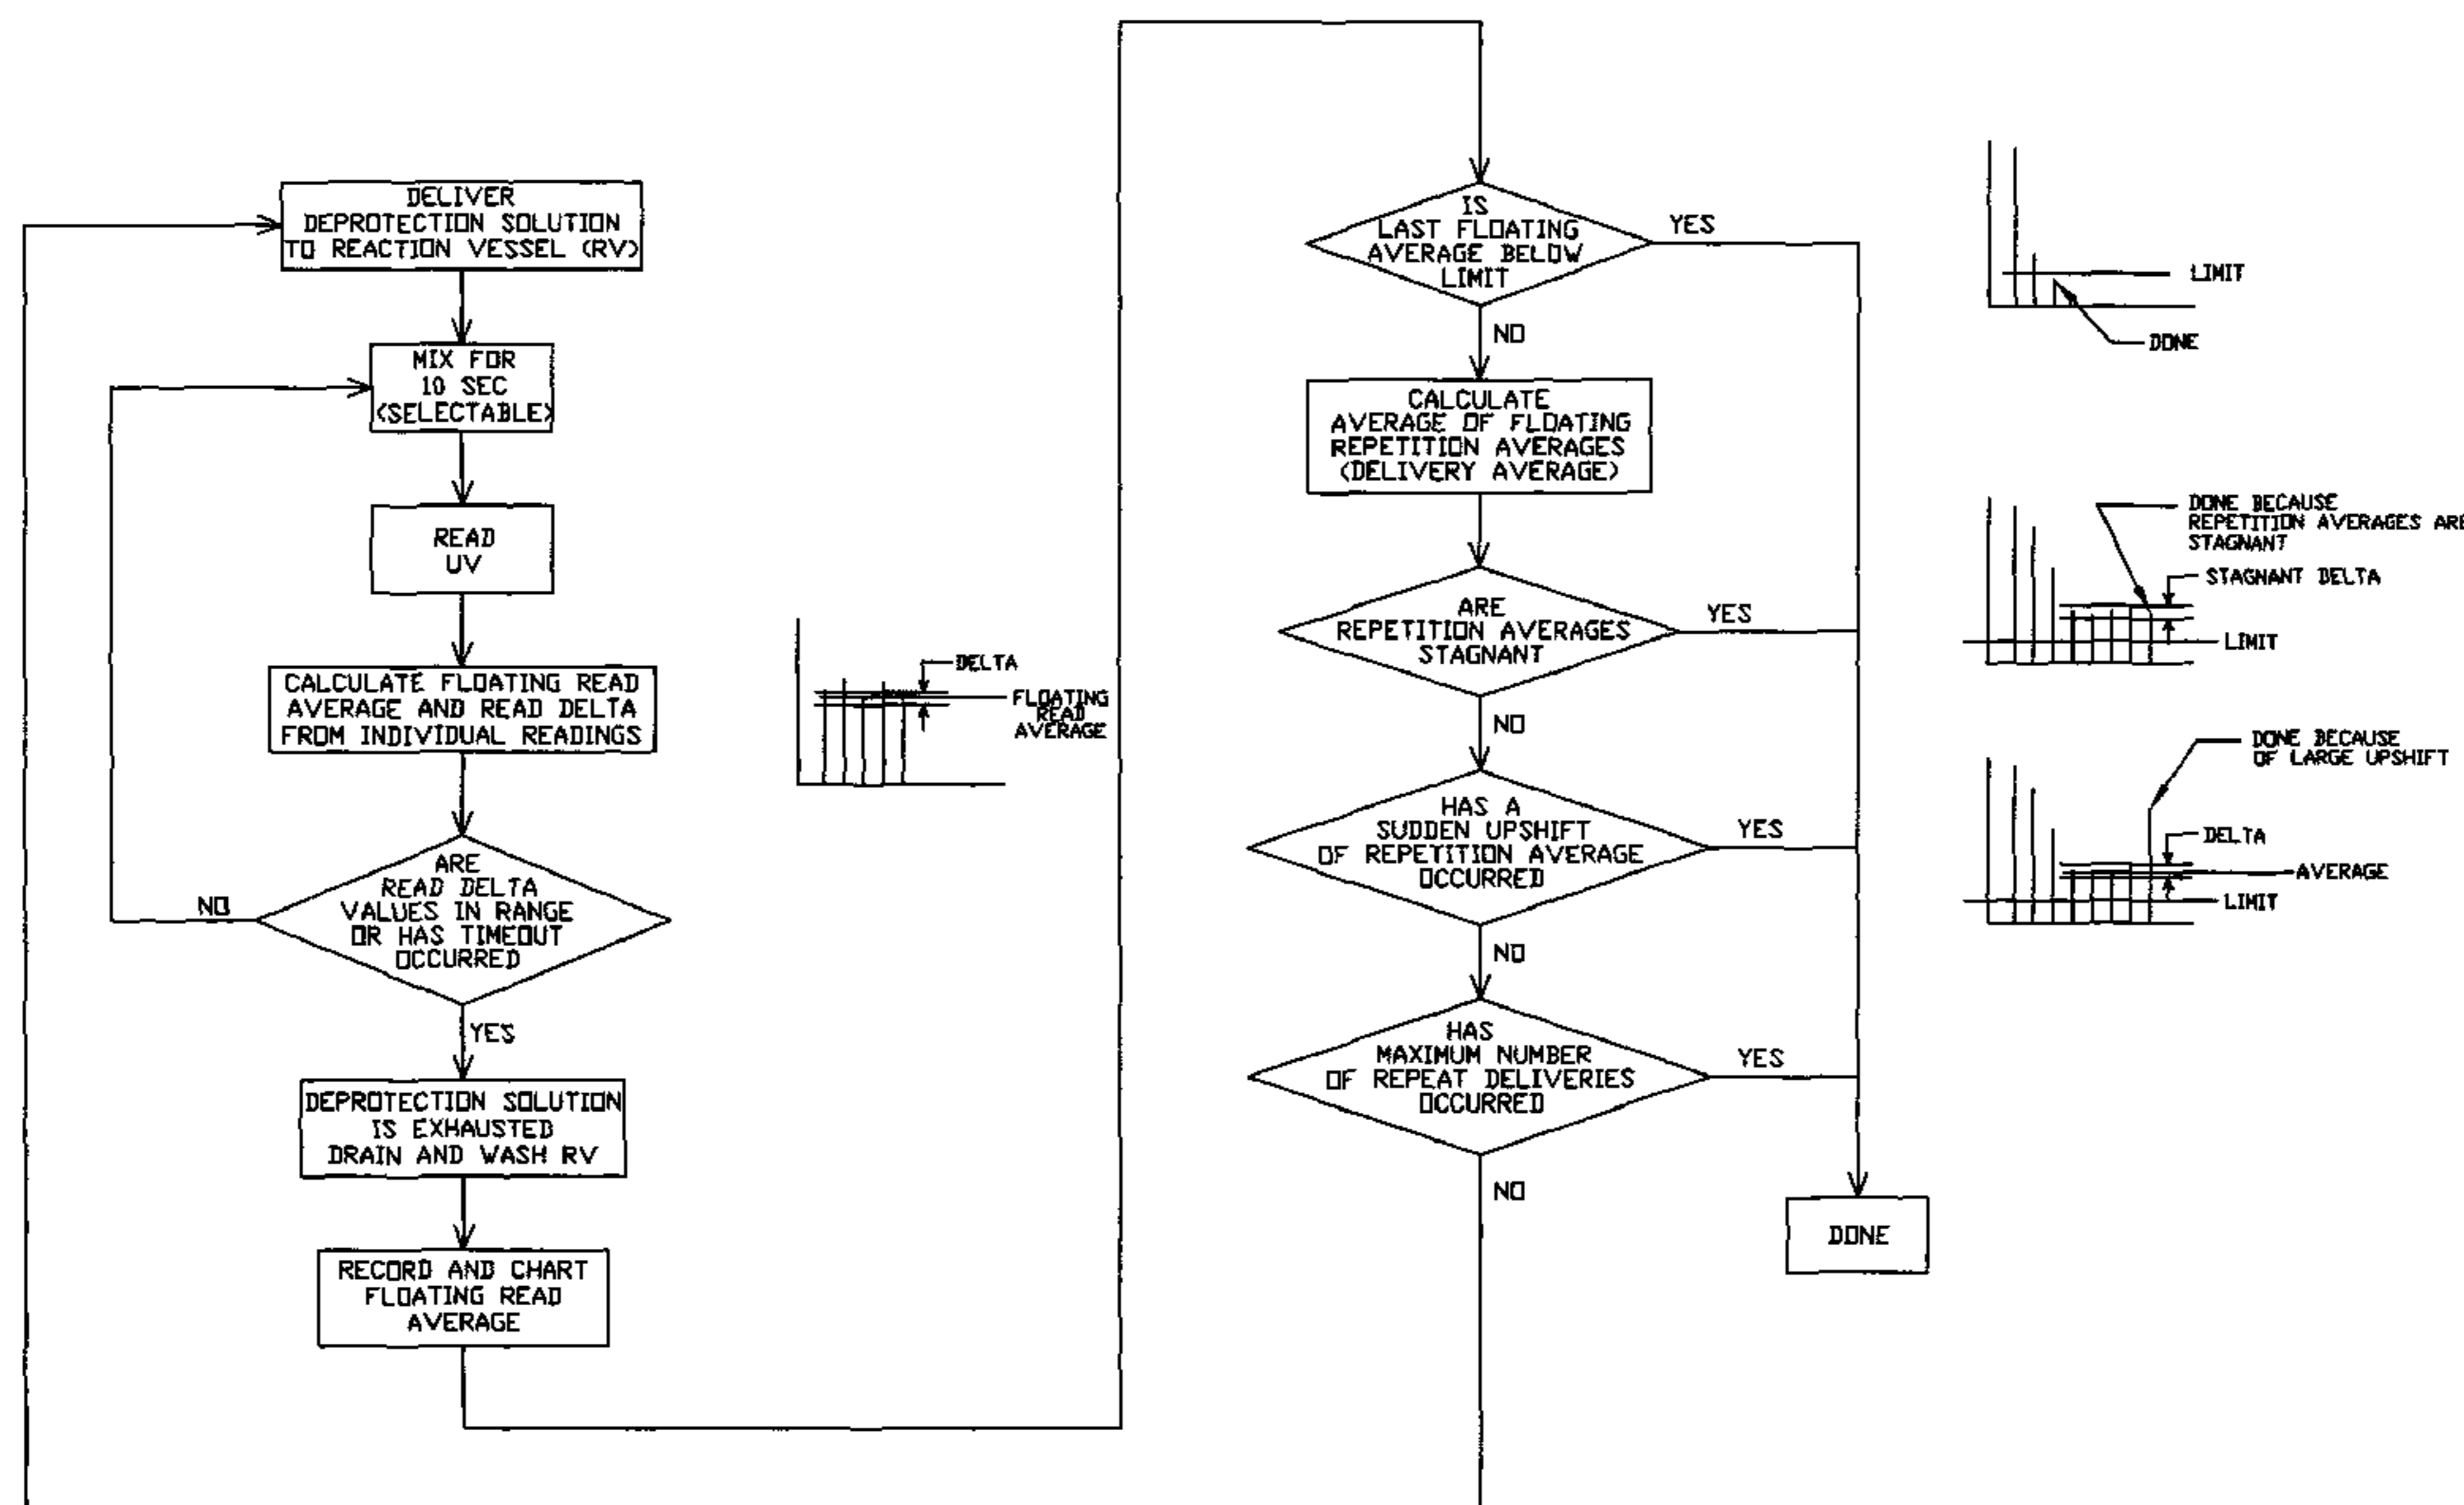 DELIVER
DEPROTECTION SOLUTION
TO REACTION VESSEL (RV)
MIX FOR
10 SEC
(SELECTABLE)
READ
UV
CALCULATE FLOATING READ
AVERAGE AND READ DELTA
FROM INDIVIDUAL READINGS
DELTA
FLOATING
READ
AVERAGE
ARE
READ DELTA
VALUES IN RANGE
OR HAS TIMEOUT
OCCURRED
NO
YES
DEPROTECTION SOLUTION
IS EXHAUSTED
DRAIN AND WASH RV
RECORD AND CHART
FLOATING READ
AVERAGE
IS
LAST FLOATING
AVERAGE BELOW
LIMIT
YES
NO
LIMIT
DONE
CALCULATE
AVERAGE OF FLOATING
REPETITION AVERAGES
(DELIVERY AVERAGE)
ARE
REPETITION AVERAGES
STAGNANT
YES
NO
DONE BECAUSE
REPETITION AVERAGES ARE
STAGNANT
STAGNANT DELTA
LIMIT
HAS A
SUDDEN UPSHIFT
OF REPETITION AVERAGE
OCCURRED
YES
NO
DONE BECAUSE
OF LARGE UPSHIFT
DELTA
AVERAGE
LIMIT
HAS
MAXIMUM NUMBER
OF REPEAT DELIVERIES
OCCURRED
YES
NO
DONE